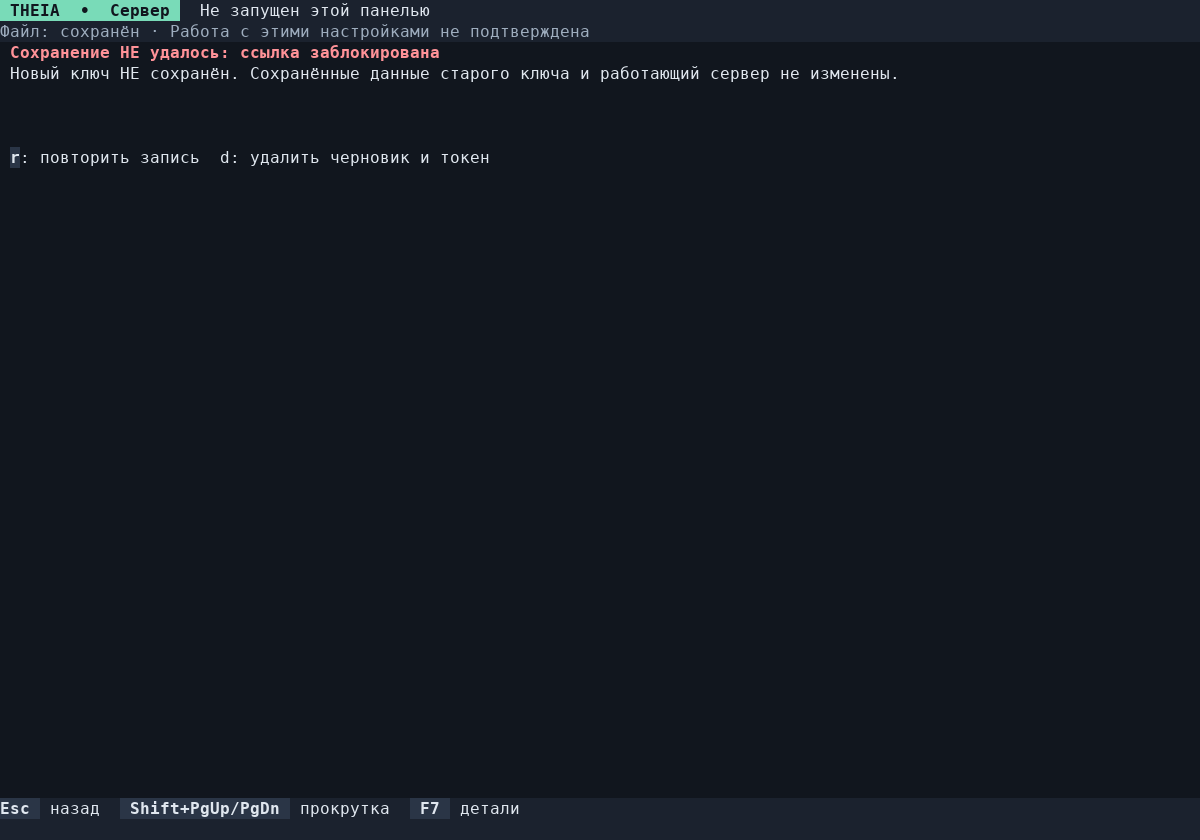 THEIA • Сервер Не запущен этой панелью
Файл: сохранён · Работа с этими настройками не подтверждена
Сохранение НЕ удалось: ссылка заблокирована
Новый ключ НЕ сохранён. Сохранённые данные старого ключа и работающий сервер не изменены.
r: повторить запись d: удалить черновик и токен
Esc назад Shift+PgUp/PgDn прокрутка F7 детали